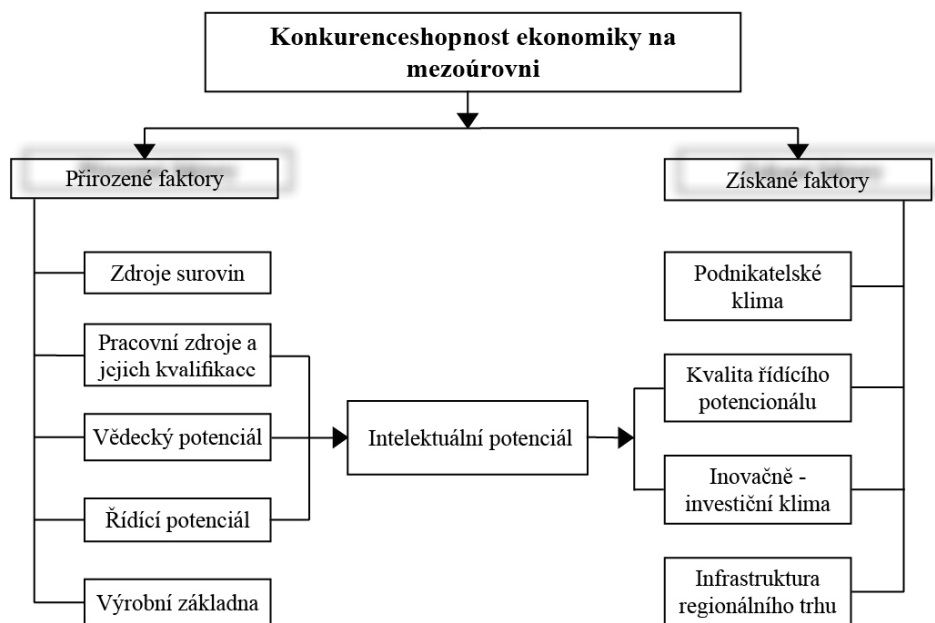 Konkurenceshopnost ekonomiky na
mezoúrovni
Přirozené faktory
Získané faktory
Zdroje surovin
Pracovní zdroje a
jejich kvalifikace
Vědecký potenciál
Řídící potenciál
Výrobní základna
Intelektuální potenciál
Podnikatelské
klima
Kvalita řídícího
potencionálu
Inovačně -
investiční klima
Infrastruktura
regionálního trhu